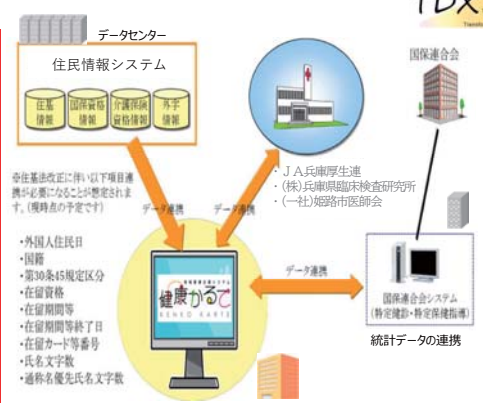 データセンター
住民情報システム
住基
情報
国保資格
情報
介護保険
資格情報
外字
情報
国保連合会
・ＪＡ兵庫厚生連
・(株)兵庫県臨床検査研究所
・(一社)姫路市医師会
※住基法改正に伴い以下項目連
携が必要になることが想定されま
す。(現時点の予定です)
データ連携
データ連携
・外国人住民日
・国籍
・第30条45規定区分
・在留資格
・在留期間等
・在留期間等終了日
・在留カード等番号
・氏名文字数
・通称名優先氏名文字数
健康かるて
KENKO KARTE
データ連携
国保連合会システム
(特定健診・特定保健指導)
統計データの連携